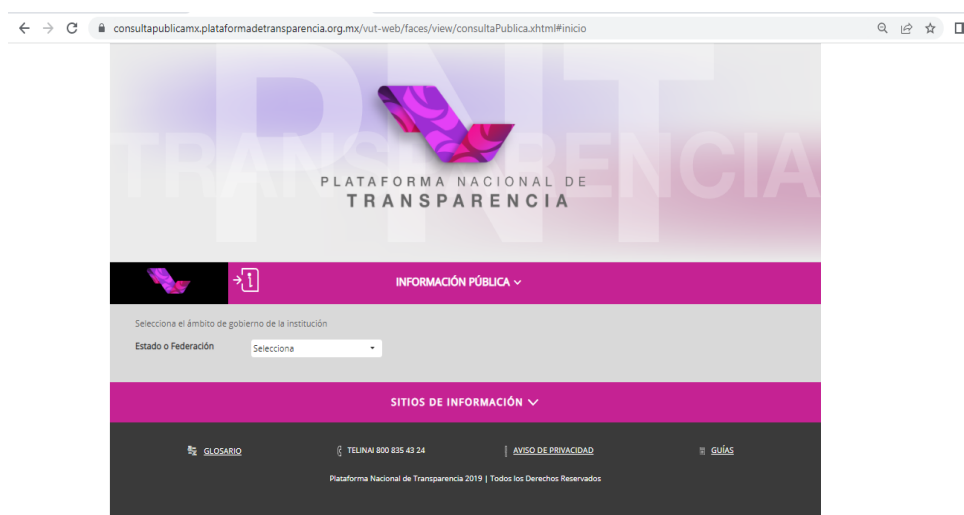 consultapublicamx.plataformadetransparencia.org.mx/vut-web/faces/view/consultaPublica.xhtml#inicio
PNT
TRANSPARENCIA
PLATAFORMA NACIONAL DE
TRANSPARENCIA
INFORMACIÓN PÚBLICA
Selecciona el ámbito de gobierno de la institución
Estado o Federación Selecciona
SITIOS DE INFORMACIÓN
GLOSARIO TELINAI 800 835 43 24 AVISO DE PRIVACIDAD GUÍAS
Plataforma Nacional de Transparencia 2019 | Todos los Derechos Reservados